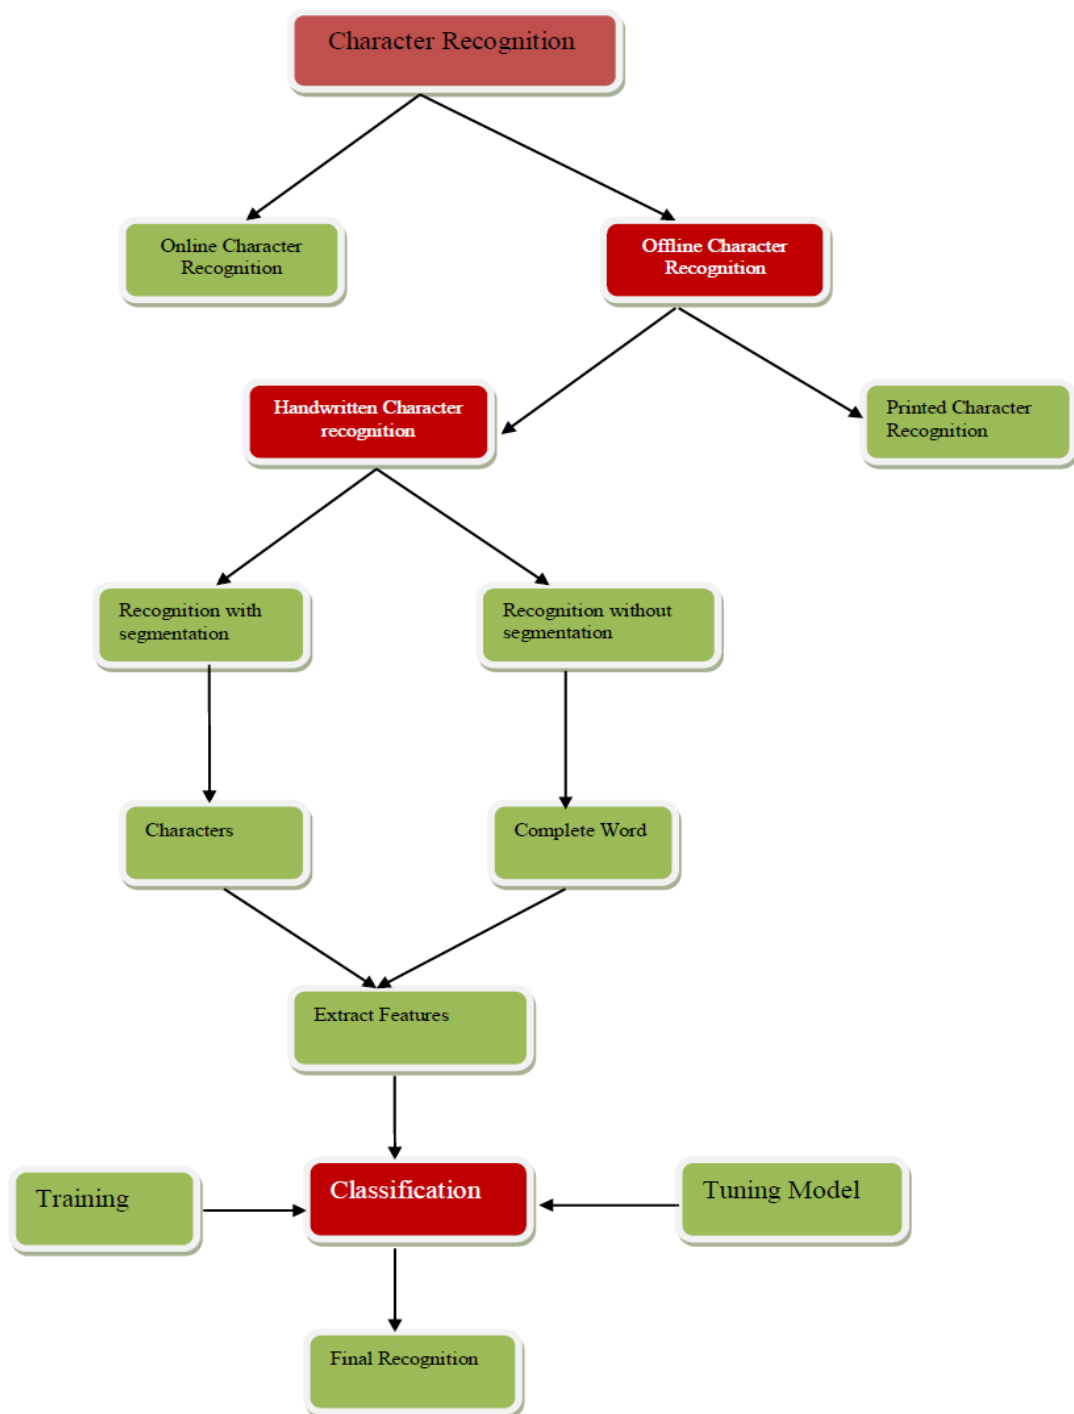 Character Recognition
Online Character
Recognition
Offline Character
Recognition
Handwritten Character
recognition
Printed Character
Recognition
Recognition with
segmentation
Recognition without
segmentation
Characters
Complete Word
Extract Features
Training
Classification
Tuning Model
Final Recognition